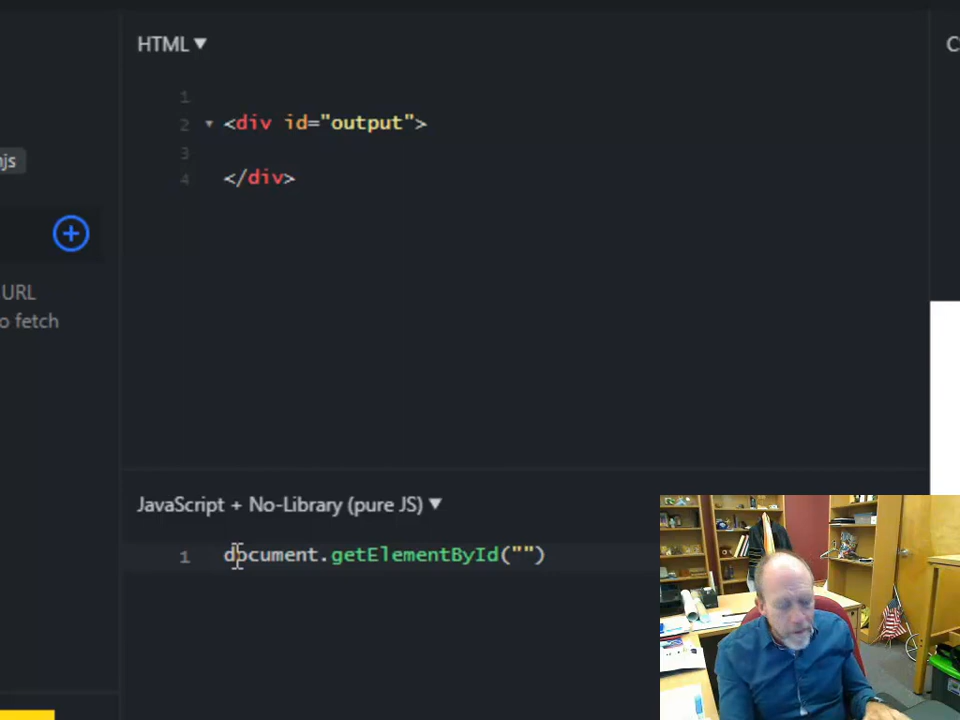 HTML ▼
C
1
2 ▾ <div id="output">
3
4 </div>
js
+
URL
o fetch
JavaScript + No-Library (pure JS) ▼
1 document.getElementById("")